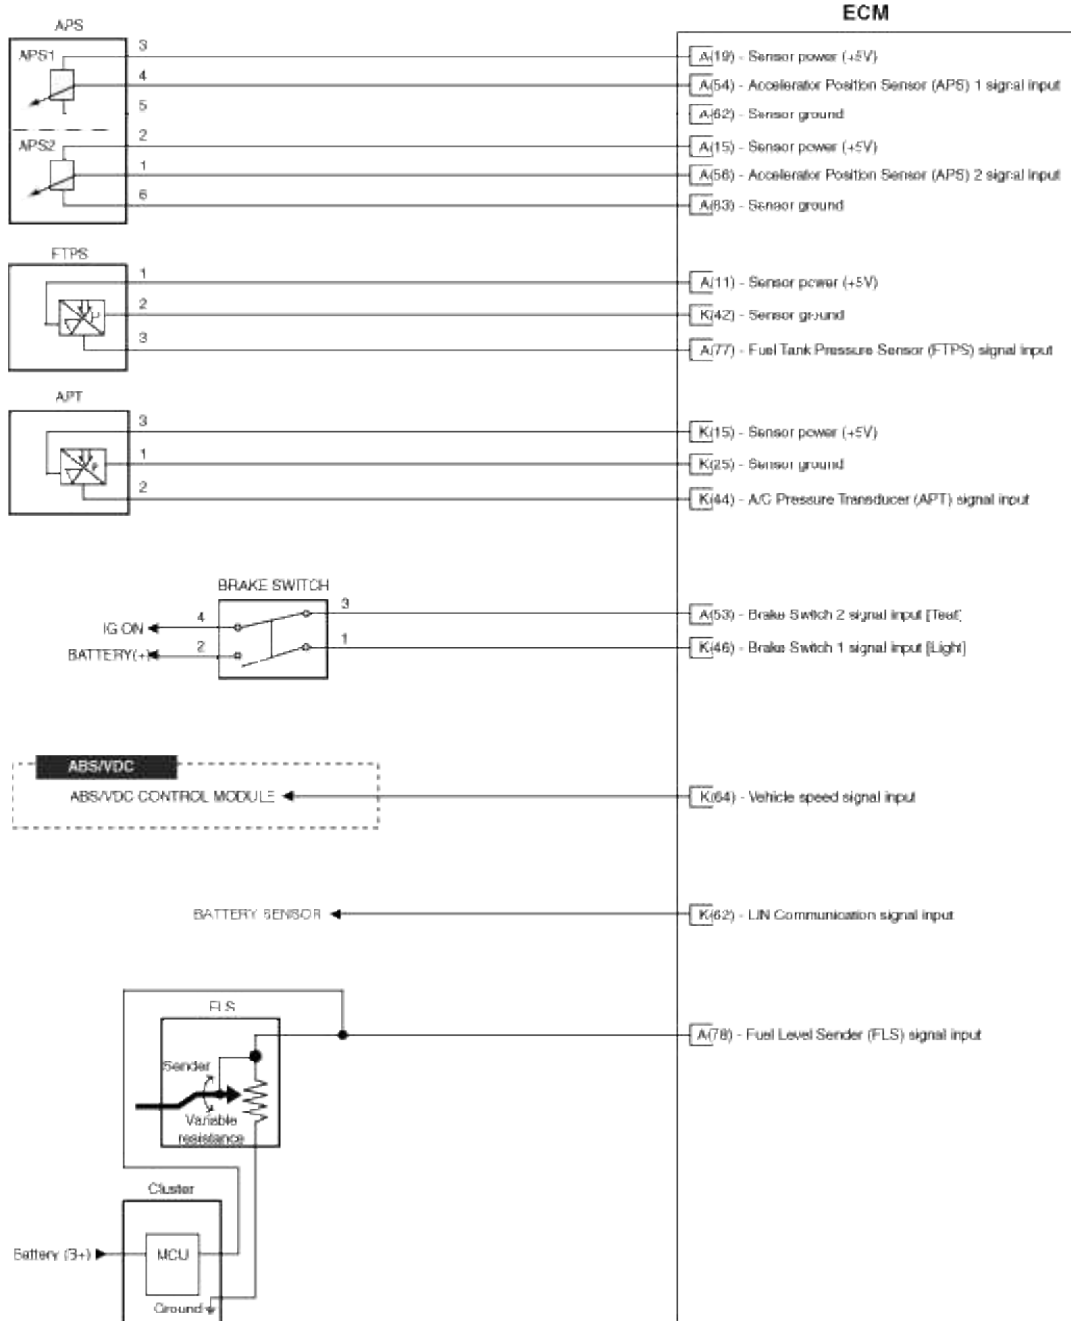 ECM
APS
APS1
3
A(19) - Sensor power (+5V)
4
A(54) - Accelerator Position Sensor (APS) 1 signal input
5
A(62) - Sensor ground
APS2
2
A(15) - Sensor power (+5V)
1
A(56) - Accelerator Position Sensor (APS) 2 signal input
6
A(63) - Sensor ground
FTPS
1
A(11) - Sensor power (+5V)
2
K(42) - Sensor ground
3
A(77) - Fuel Tank Pressure Sensor (FTPS) signal input
APT
3
K(15) - Sensor power (+5V)
1
K(25) - Sensor ground
2
K(44) - A/C Pressure Transducer (APT) signal input
BRAKE SWITCH
IG ON
4
3
A(53) - Brake Switch 2 signal input [Test]
BATTERY(+)
2
1
K(46) - Brake Switch 1 signal input [Light]
ABS/VDC
ABS/VDC CONTROL MODULE
K(64) - Vehicle speed signal input
BATTERY SENSOR
K(62) - LIN Communication signal input
FLS
A(78) - Fuel Level Sender (FLS) signal input
Sender
Variable
resistance
Cluster
Battery (B+)
MCU
Ground